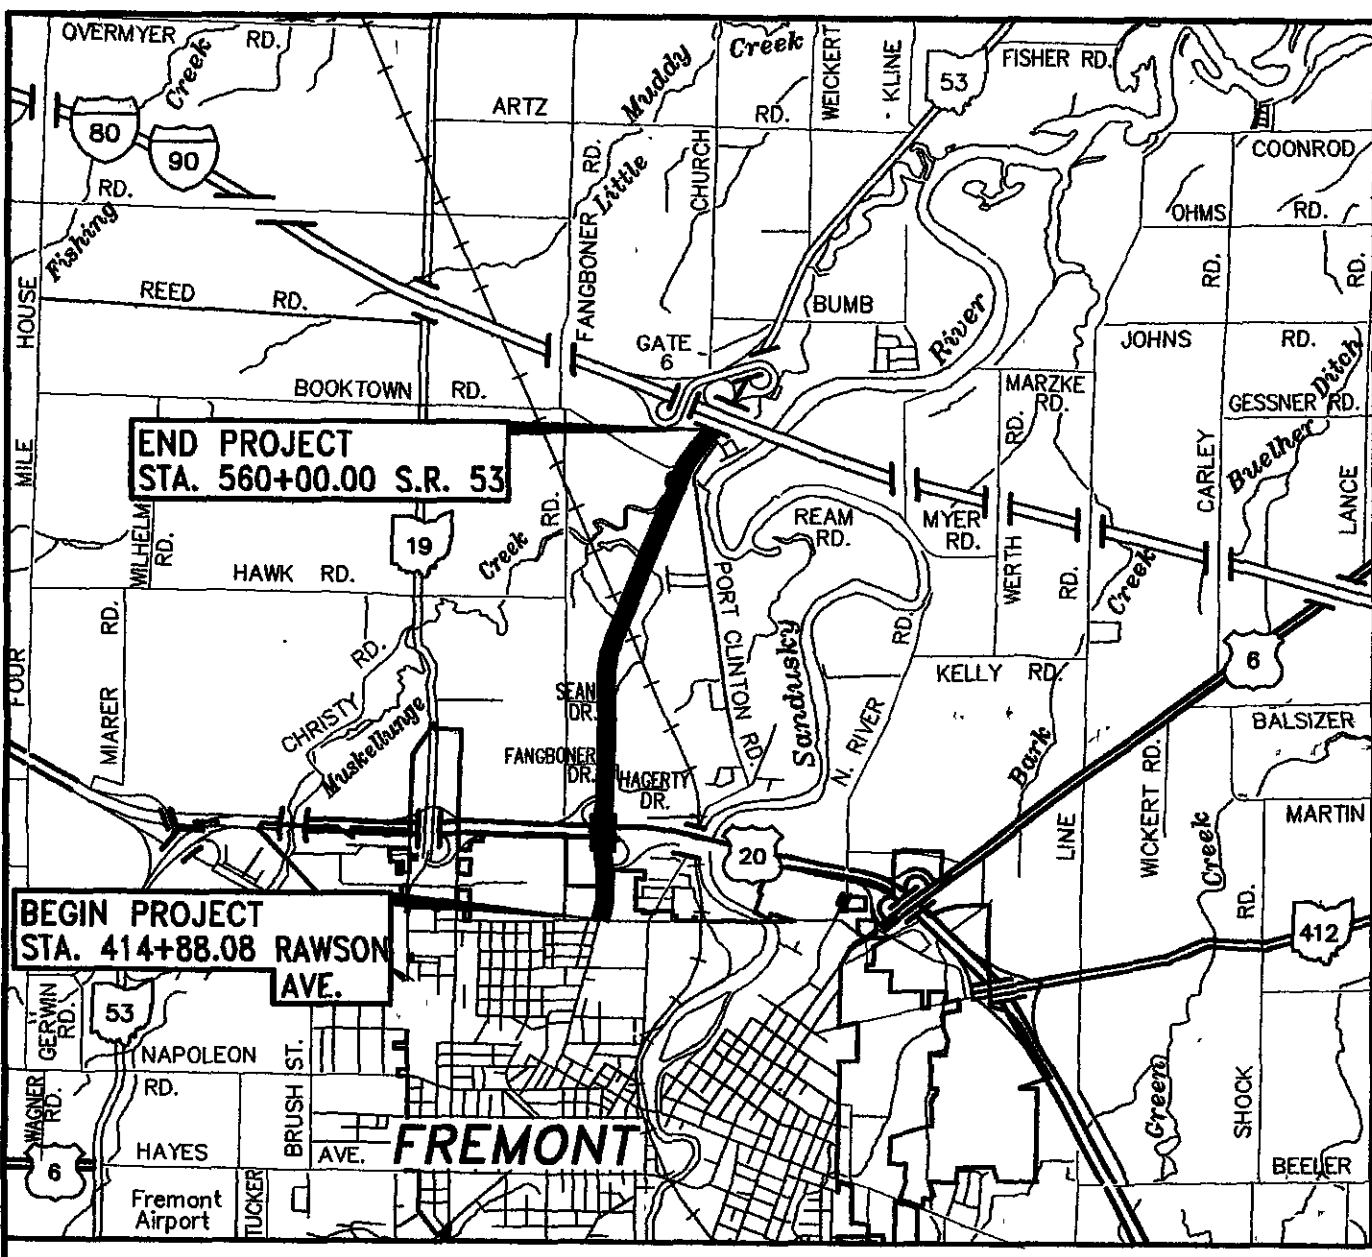 OVERMYER RD.
Creek
Creek
WEICKERT
KLINE
53
FISHER RD.
80
90
ARTZ RD.
Little Muddy
FANGBONER RD.
CHURCH
COONROD
RD.
Fishing
OHMS RD.
HOUSE
REED RD.
BUMB
RD.
RD.
GATE
6
River
JOHNS RD.
BOOKTOWN RD.
MARZKE
RD.
GESSNER RD.
Buelher Ditch
END PROJECT
STA. 560+00.00 S.R. 53
MILE
RD.
CARLEY
LANCE
WILHELM
RD.
19
Creek
RD.
REAM
RD.
MYER
RD.
WERTH
RD.
Creek
HAWK RD.
PORT CLINTON RD.
Sandusky
RD.
FOUR
MIARER RD.
CHRISTY RD.
Muskellunge
SEAN
DR.
KELLY RD.
6
N. RIVER
BALSIZER
FANGBONER
DR.
HAGERTY
DR.
Bark
WICKERT RD.
MARTIN
20
LINE
Creek
BEGIN PROJECT
STA. 414+88.08 RAWSON
AVE.
RD.
412
GERWIN
RD.
53
NAPOLEON
RD.
BRUSH ST.
WAGNER
RD.
HAYES AVE.
FREMONT
Green
SHOCK
6
Fremont
Airport
TUCKER
BEELER